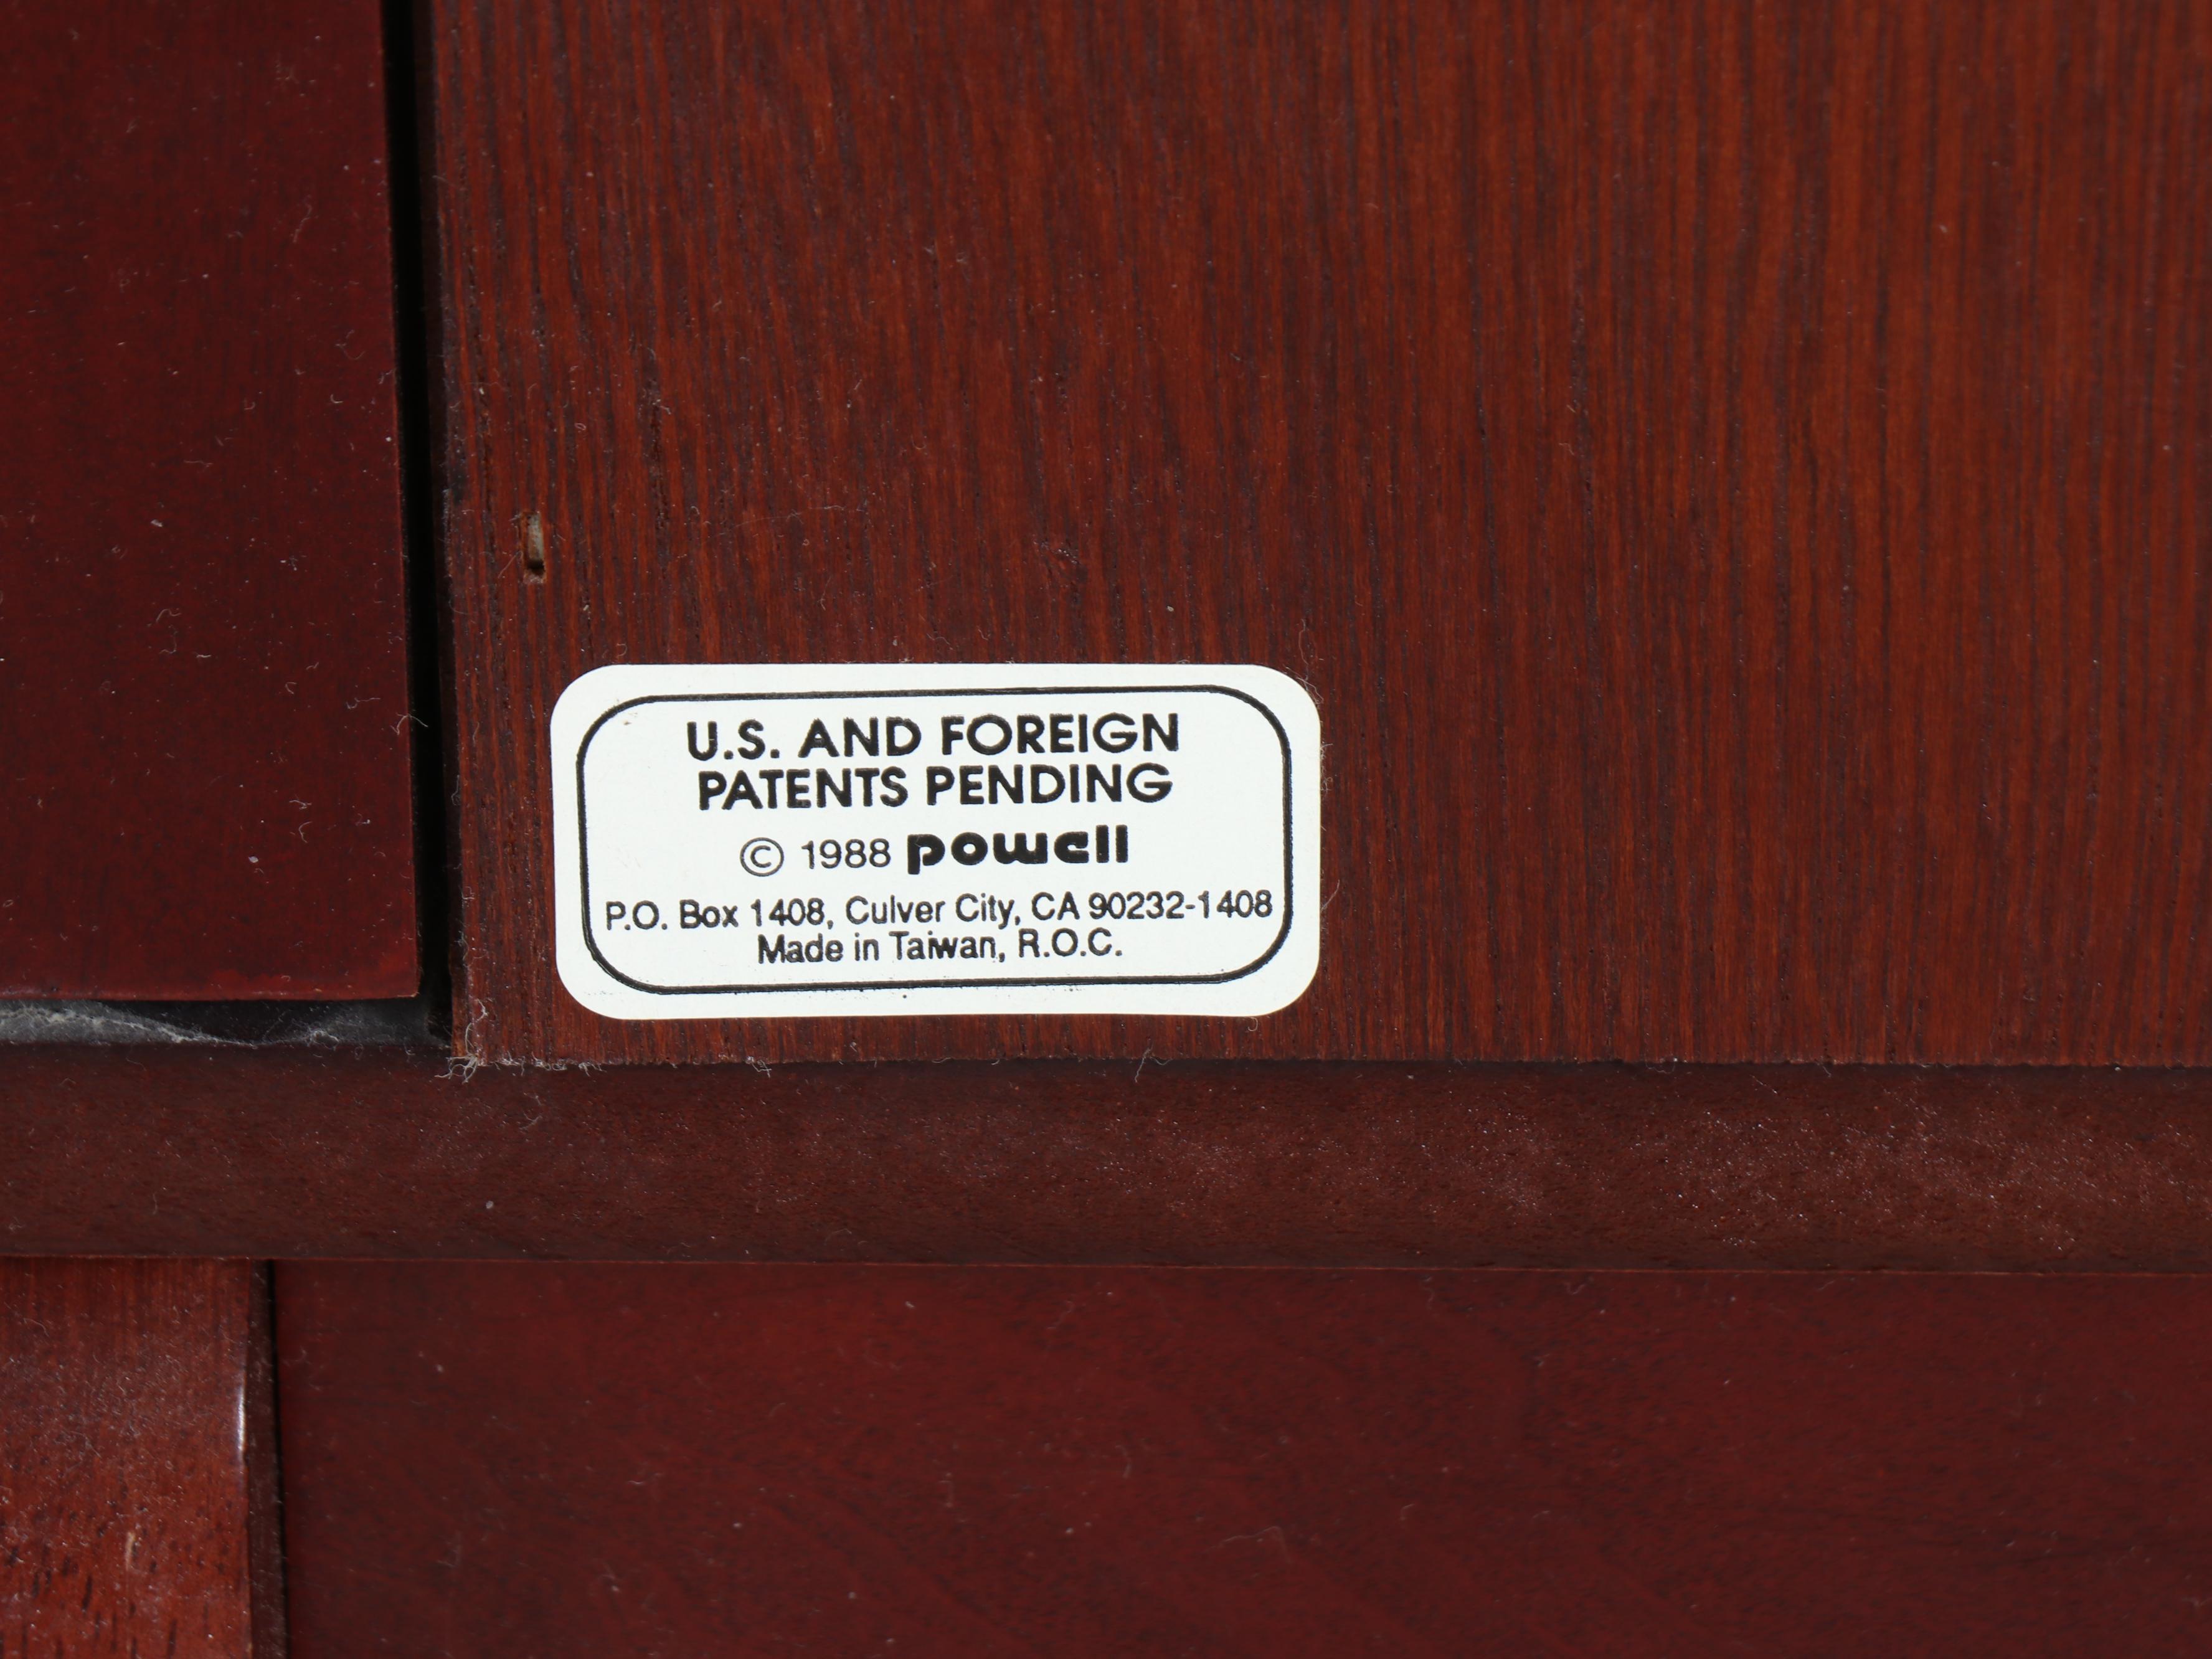 U.S. AND FOREIGN
PATENTS PENDING
© 1988 powell
P.O. Box 1408, Culver City, CA 90232-1408
Made in Taiwan, R.O.C.